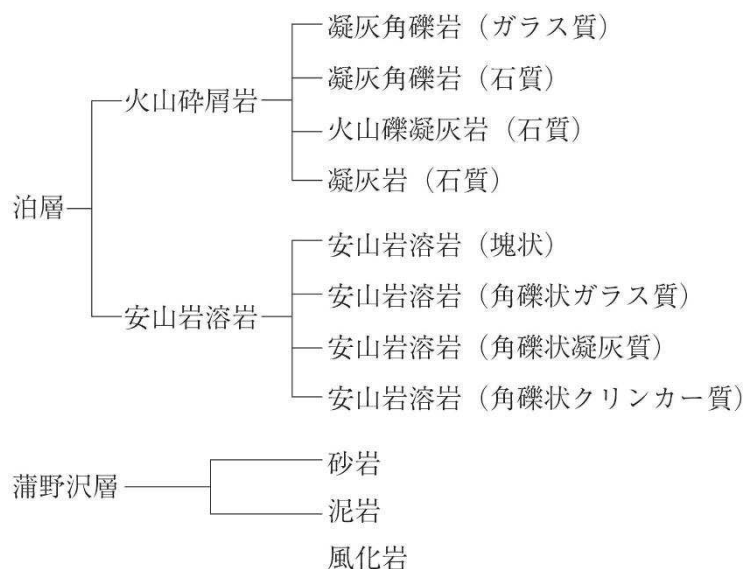 凝灰角礫岩（ガラス質）
凝灰角礫岩（石質）
火山砕屑岩
火山礫凝灰岩（石質）
凝灰岩（石質）
泊層
安山岩溶岩（塊状）
安山岩溶岩（角礫状ガラス質）
安山岩溶岩
安山岩溶岩（角礫状凝灰質）
安山岩溶岩（角礫状クリンカー質）
砂岩
蒲野沢層
泥岩
風化岩